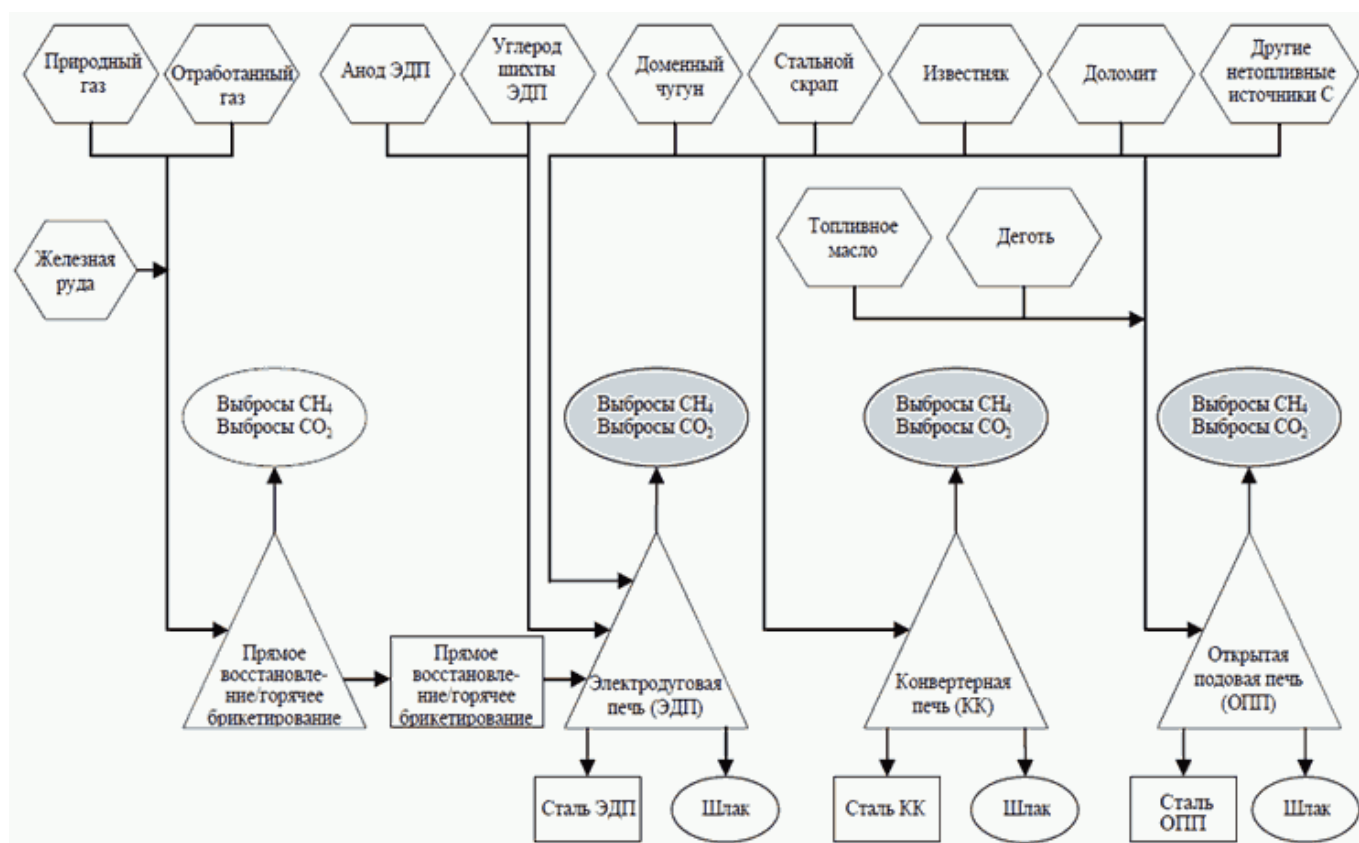 Природный
газ
Отработанный
газ
Анод ЭДП
Углерод
шихты
ЭДП
Доменный
чугун
Стальной
скрап
Известняк
Доломит
Другие
нетопливные
источники С
Топливное
масло
Деготь
Железная
руда
Выбросы CH₄
Выбросы CO₂
Выбросы CH₄
Выбросы CO₂
Выбросы CH₄
Выбросы CO₂
Выбросы CH₄
Выбросы CO₂
Прямое
восстановле-
ние/горячее
брикетирование
Прямое
восстановле-
ние/горячее
брикетирование
Электродуговая
печь (ЭДП)
Конвертерная
печь (КК)
Открытая
подовая печь
(ОПП)
Сталь ЭДП
Шлак
Сталь КК
Шлак
Сталь
ОПП
Шлак